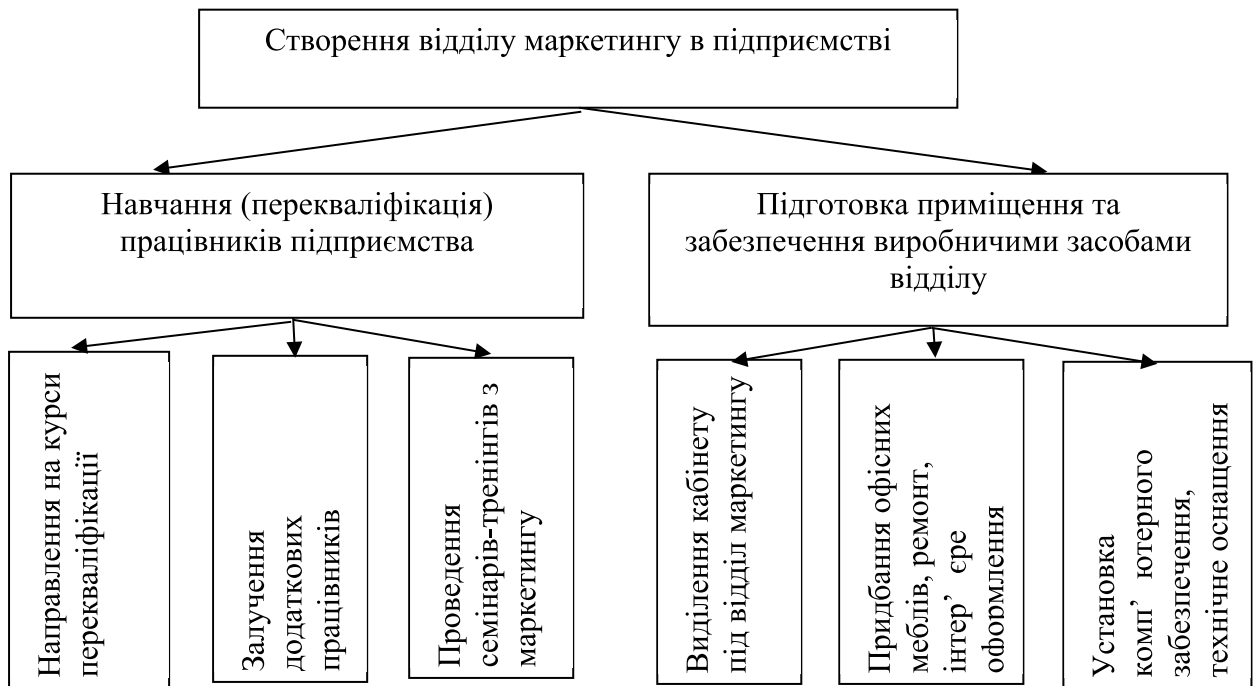 Створення відділу маркетингу в підприємстві
Навчання (перекваліфікація)
працівників підприємства
Підготовка приміщення та
забезпечення виробничими засобами
відділу
Направлення на курси
перекваліфікації
Залучення
додаткових
працівників
Проведення
семінарів-тренінгів з
маркетингу
Виділення кабінету
під відділ маркетингу
Придбання офісних
меблів, ремонт,
інтер’ єре
оформлення
Установка
комп’ ютерного
забезпечення,
технічне оснащення